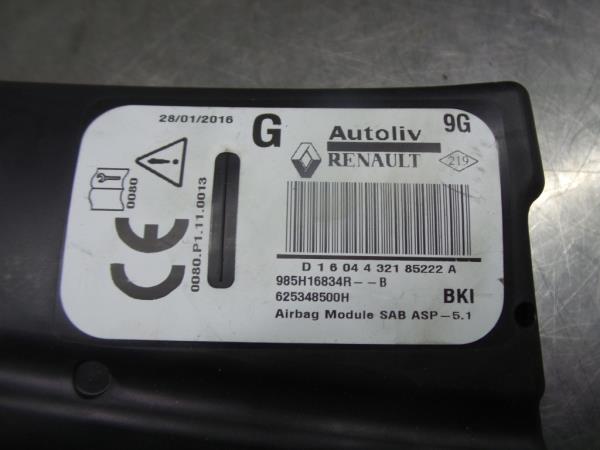 28/01/2016
G
Autoliv
9G
RENAULT
219
0080
0080.P1.11.0013
CE
D 1 6 04 4 321 85222 A
985H16834R--B
625348500H
BKI
Airbag Module SAB ASP-5.1